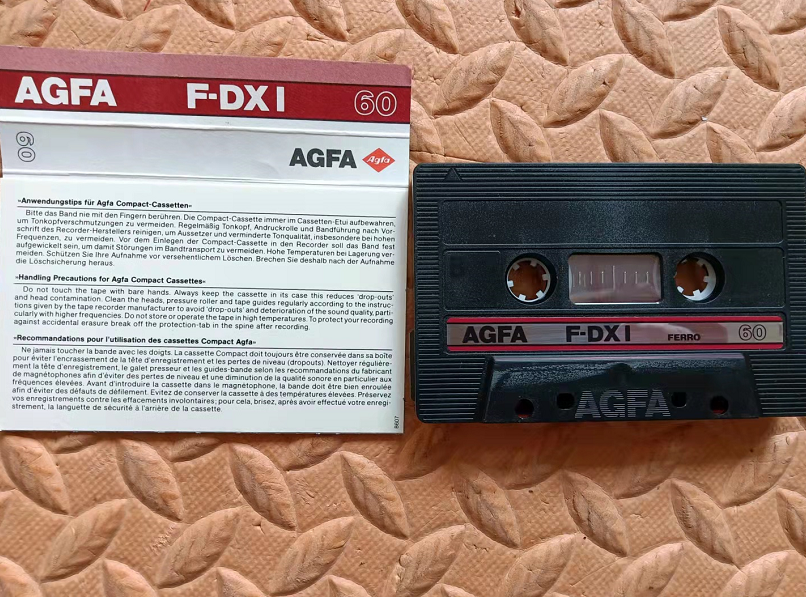 AGFA F-DX I 60
60
AGFA Agfa
»Anwendungstips für Agfa Compact-Cassetten«
Bitte das Band nie mit den Fingern berühren. Die Compact-Cassette immer im Cassetten-Etui aufbewahren,
um Tonkopfverschmutzungen zu vermeiden. Regelmäßig Tonkopf, Andruckrolle und Bandführung nach Vor-
schrift des Recorder-Herstellers reinigen, um Aussetzer und verminderte Tonqualität, insbesondere bei hohen
Frequenzen, zu vermeiden. Vor dem Einlegen der Compact-Cassette in den Recorder soll das Band fest
aufgewickelt sein, um damit Störungen im Bandtransport zu vermeiden. Hohe Temperaturen bei Lagerung ver-
meiden. Schützen Sie Ihre Aufnahme vor versehentlichem Löschen. Brechen Sie deshalb nach der Aufnahme
die Löschsicherung heraus.
»Handling Precautions for Agfa Compact Cassettes«
Do not touch the tape with bare hands. Always keep the cassette in its case this reduces 'drop-outs'
and head contamination. Clean the heads, pressure roller and tape guides regularly according to the instruc-
tions given by the tape recorder manufacturer to avoid 'drop-outs' and deterioration of the sound quality, parti-
cularly with higher frequencies. Do not store or operate the tape in high temperatures. To protect your recording
against accidental erasure break off the protection-tab in the spine after recording.
»Recommandations pour l'utilisation des cassettes Compact Agfa«
Ne jamais toucher la bande avec les doigts. La cassette Compact doit toujours être conservée dans sa boîte
pour éviter l'encrassement de la tête d'enregistrement et les pertes de niveau (dropouts). Nettoyer régulière-
ment la tête d'enregistrement, le galet presseur et les guides-bande selon les recommandations du fabricant
de magnétophones afin d'éviter des pertes de niveau et une diminution de la qualité sonore en particulier aux
fréquences élevées. Avant d'introduire la cassette dans le magnétophone, la bande doit être bien enroulée
afin d'éviter des défauts de défilement. Evitez de conserver la cassette à des températures élevées. Préservez
vos enregistrements contre les effacements involontaires; pour cela, brisez, après avoir effectué votre enregi-
strement, la languette de sécurité à l'arrière de la cassette.
8607
B
AGFA F-DX I FERRO 60
AGFA